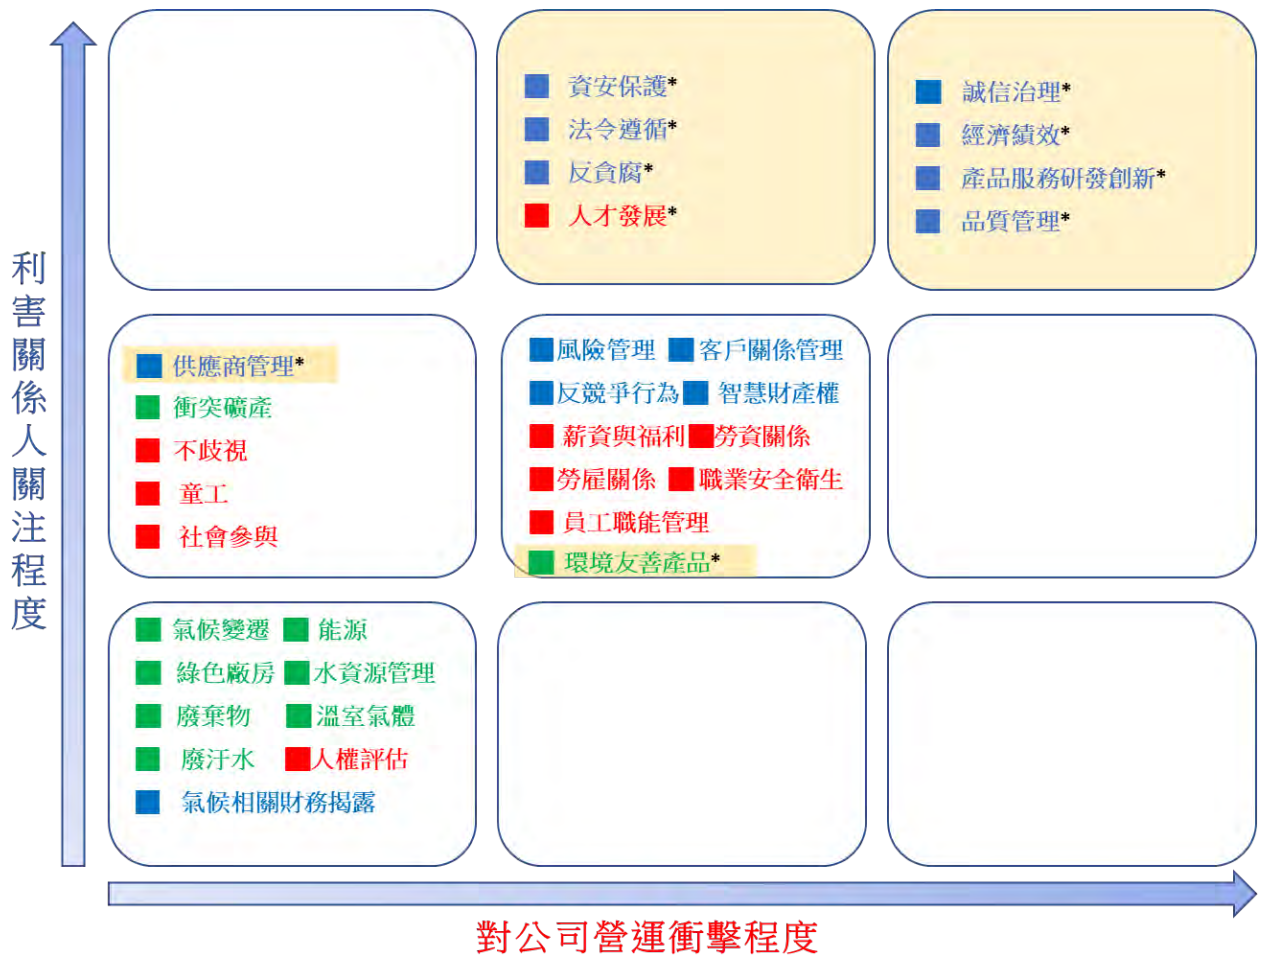 利害關係人關注程度
資安保護*
法令遵循*
反貪腐*
人才發展*
誠信治理*
經濟績效*
產品服務研發創新*
品質管理*
供應商管理*
衝突礦產
不歧視
童工
社會參與
風險管理 客戶關係管理
反競爭行為 智慧財產權
薪資與福利 勞資關係
勞雇關係 職業安全衛生
員工職能管理
環境友善產品*
氣候變遷 能源
綠色廠房 水資源管理
廢棄物 溫室氣體
廢汙水 人權評估
氣候相關財務揭露
對公司營運衝擊程度